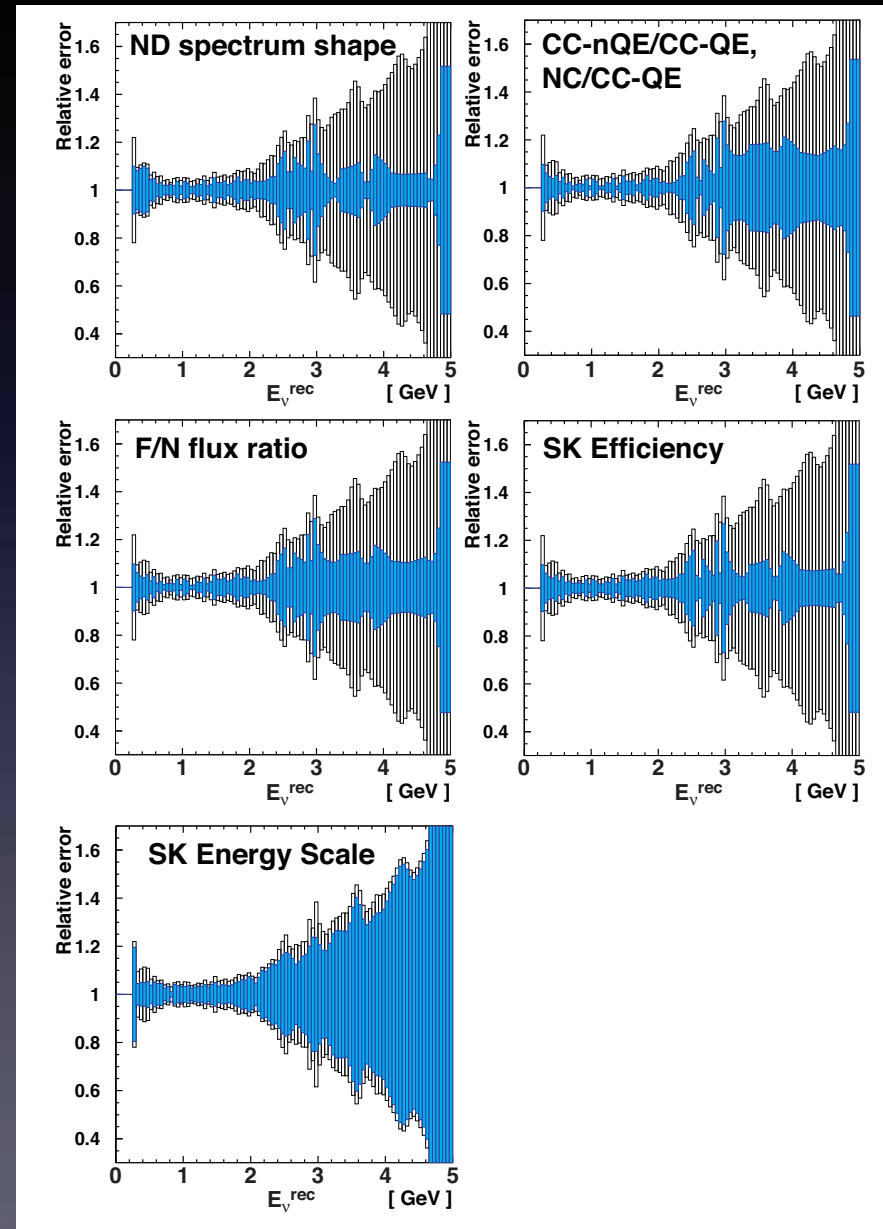 ND spectrum shape
Relative error
1.6
1.4
1.2
1
0.8
0.6
0.4
0 1 2 3 4 5
Eνrec [ GeV ]
CC-nQE/CC-QE,
NC/CC-QE
Relative error
1.6
1.4
1.2
1
0.8
0.6
0.4
0 1 2 3 4 5
Eνrec [ GeV ]
F/N flux ratio
Relative error
1.6
1.4
1.2
1
0.8
0.6
0.4
0 1 2 3 4 5
Eνrec [ GeV ]
SK Efficiency
Relative error
1.6
1.4
1.2
1
0.8
0.6
0.4
0 1 2 3 4 5
Eνrec [ GeV ]
SK Energy Scale
Relative error
1.6
1.4
1.2
1
0.8
0.6
0.4
0 1 2 3 4 5
Eνrec [ GeV ]